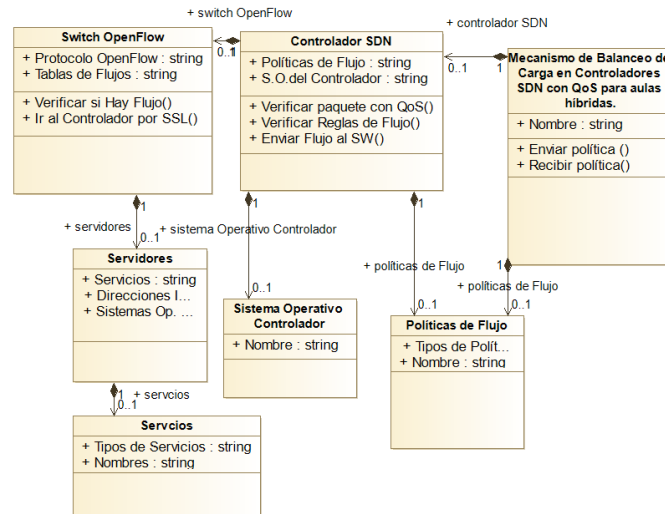 + switch OpenFlow
+ controlador SDN
Switch OpenFlow
+ Protocolo OpenFlow : string
+ Tablas de Flujos : string
+ Verificar si Hay Flujo()
+ Ir al Controlador por SSL()
0..1
1
Controlador SDN
+ Políticas de Flujo : string
+ S.O.del Controlador : string
+ Verificar paquete con QoS()
+ Verificar Reglas de Flujo()
+ Enviar Flujo al SW()
0..1
1
Mecanismo de Balanceo de
Carga en Controladores
SDN con QoS para aulas
híbridas.
+ Nombre : string
+ Enviar política ()
+ Recibir política()
1
+ servidores
0..1
1
+ sistema Operativo Controlador
0..1
1
+ políticas de Flujo
0..1
1
+ políticas de Flujo
0..1
Servidores
+ Servicios : string
+ Direcciones I...
+ Sistemas Op. ...
Sistema Operativo
Controlador
+ Nombre : string
Políticas de Flujo
+ Tipos de Polít...
+ Nombre : string
1
+ servcios
0..1
Servcios
+ Tipos de Servicios : string
+ Nombres : string